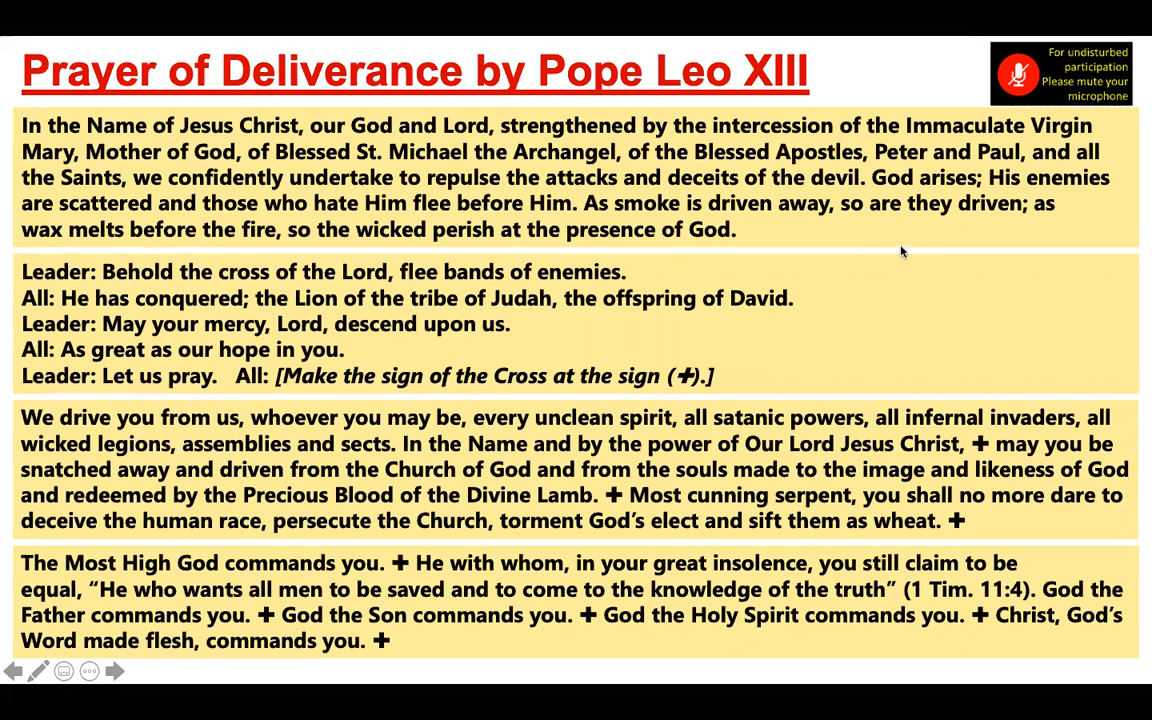 Prayer of Deliverance by Pope Leo XIII
For undisturbed
participation
Please mute your
microphone
In the Name of Jesus Christ, our God and Lord, strengthened by the intercession of the Immaculate Virgin
Mary, Mother of God, of Blessed St. Michael the Archangel, of the Blessed Apostles, Peter and Paul, and all
the Saints, we confidently undertake to repulse the attacks and deceits of the devil. God arises; His enemies
are scattered and those who hate Him flee before Him. As smoke is driven away, so are they driven; as
wax melts before the fire, so the wicked perish at the presence of God.
Leader: Behold the cross of the Lord, flee bands of enemies.
All: He has conquered; the Lion of the tribe of Judah, the offspring of David.
Leader: May your mercy, Lord, descend upon us.
All: As great as our hope in you.
Leader: Let us pray. All: [Make the sign of the Cross at the sign (✚).]
We drive you from us, whoever you may be, every unclean spirit, all satanic powers, all infernal invaders, all
wicked legions, assemblies and sects. In the Name and by the power of Our Lord Jesus Christ, ✚ may you be
snatched away and driven from the Church of God and from the souls made to the image and likeness of God
and redeemed by the Precious Blood of the Divine Lamb. ✚ Most cunning serpent, you shall no more dare to
deceive the human race, persecute the Church, torment God's elect and sift them as wheat. ✚
The Most High God commands you. ✚ He with whom, in your great insolence, you still claim to be
equal, “He who wants all men to be saved and to come to the knowledge of the truth” (1 Tim. 11:4). God the
Father commands you. ✚ God the Son commands you. ✚ God the Holy Spirit commands you. ✚ Christ, God's
Word made flesh, commands you. ✚